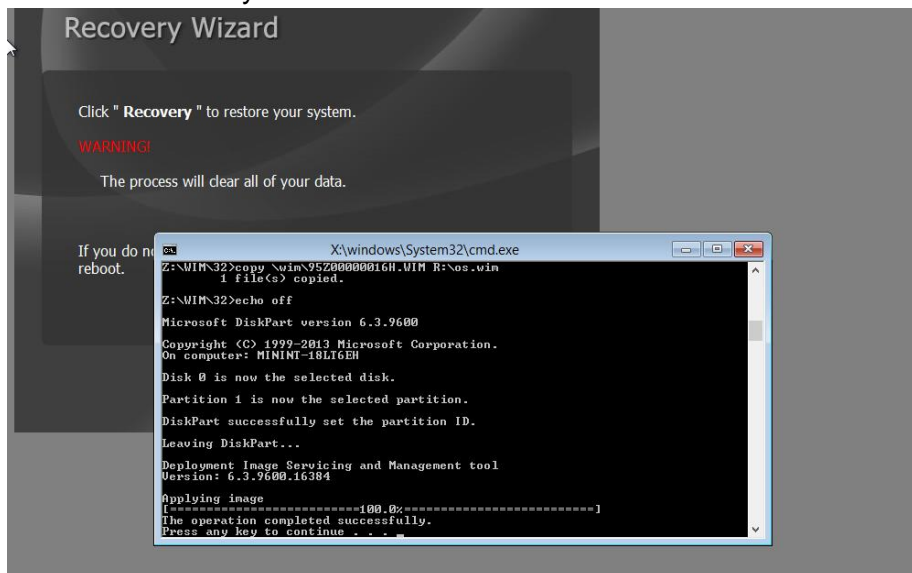 Recovery Wizard
Click " Recovery " to restore your system.
WARNING!
The process will clear all of your data.
If you do
reboot.
X:\windows\System32\cmd.exe
Z:\WIM\32>copy \wim\95Z00000016H.WIM R:\os.wim
1 file(s) copied.
Z:\WIM\32>echo off
Microsoft DiskPart version 6.3.9600
Copyright (C) 1999-2013 Microsoft Corporation.
On computer: MININT-18LT6EH
Disk 0 is now the selected disk.
Partition 1 is now the selected partition.
DiskPart successfully set the partition ID.
Leaving DiskPart...
Deployment Image Servicing and Management tool
Version: 6.3.9600.16384
Applying image
[==========================100.0%==========================]
The operation completed successfully.
Press any key to continue . . .